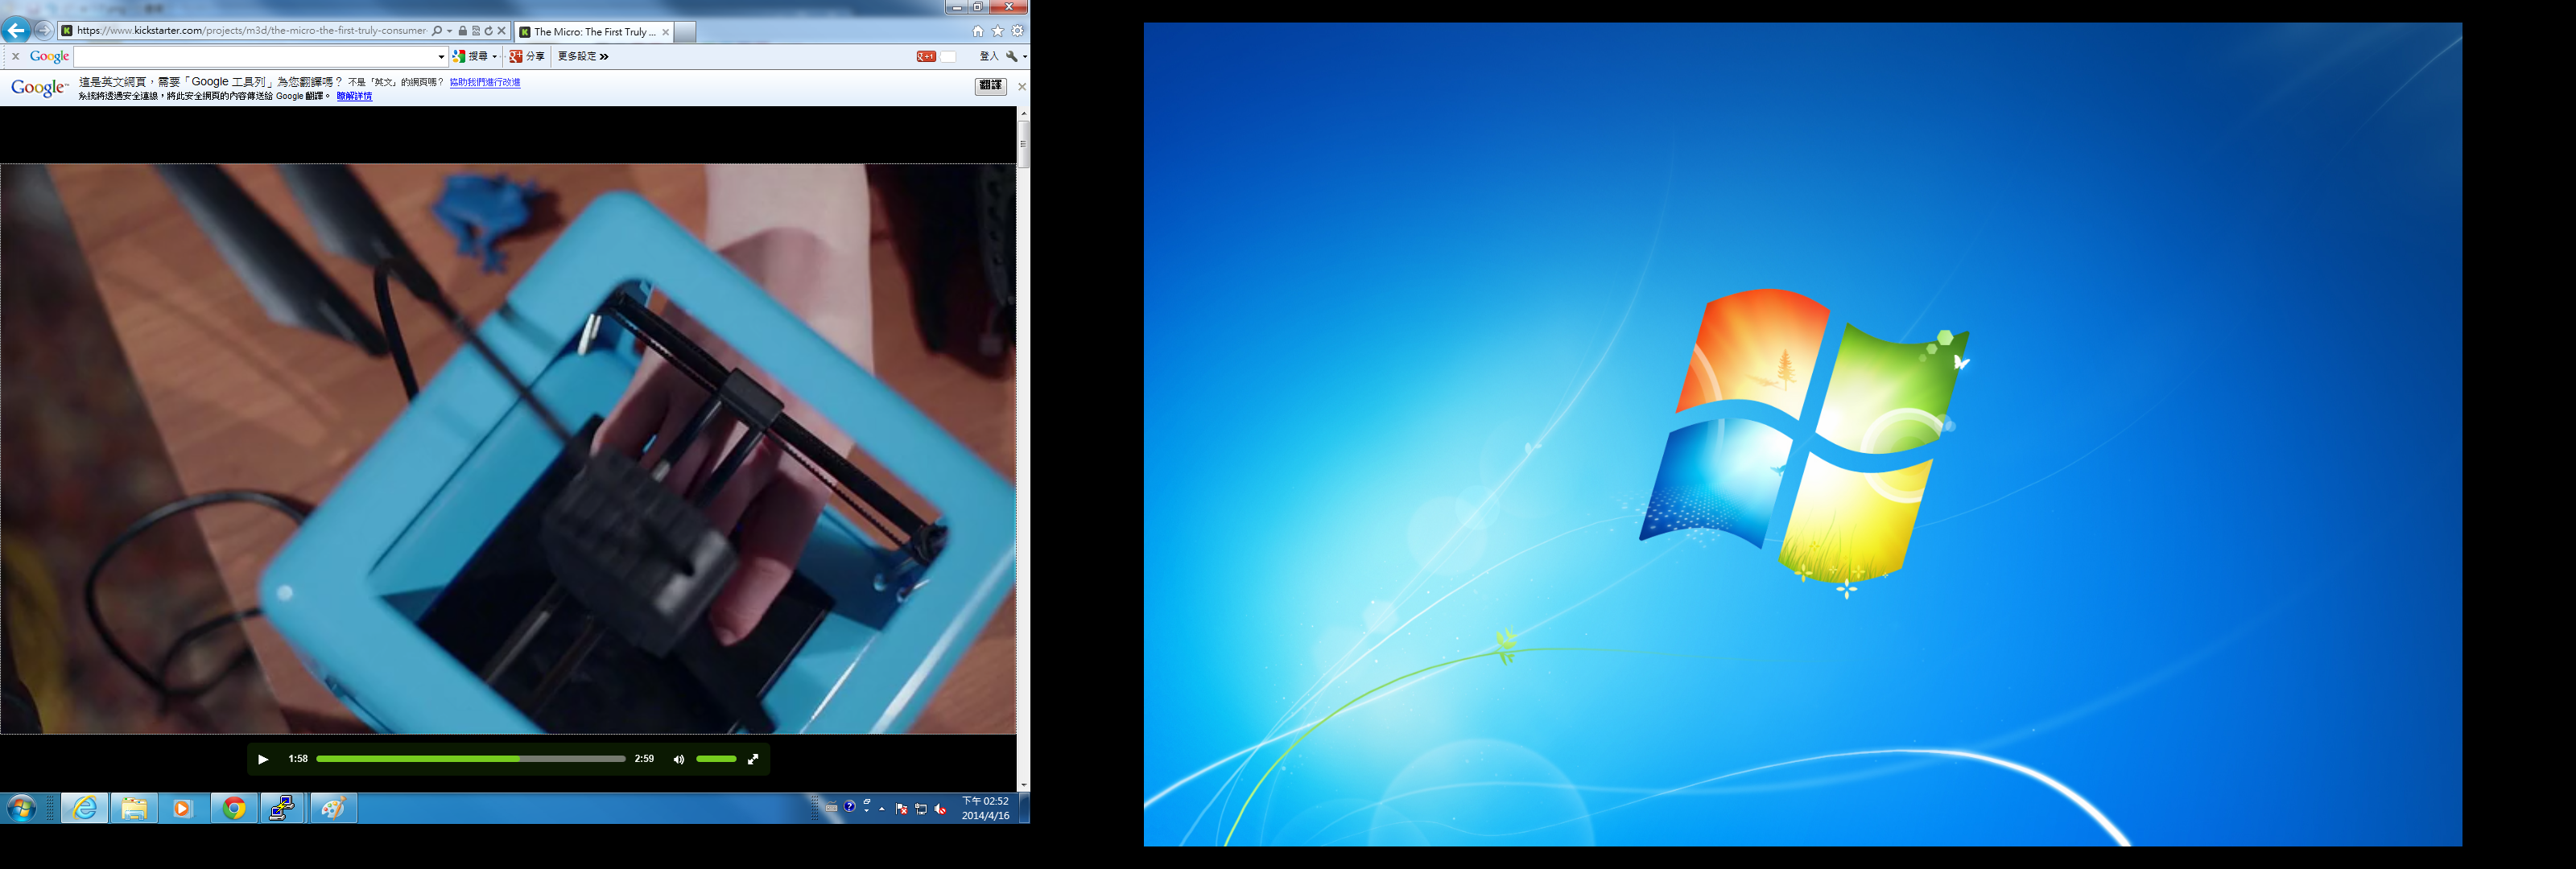 https://www.kickstarter.com/projects/m3d/the-micro-the-first-truly-consumer-
The Micro: The First Truly ...
Google
搜尋
分享
更多設定 »
+1
登入
Google
這是英文網頁，需要「Google 工具列」為您翻譯嗎？ 不是「英文」的網頁嗎？ 協助我們進行改進
系統將透過安全連線，將此安全網頁的內容傳送給 Google 翻譯。 瞭解詳情
翻譯
1:58
2:59
下午 02:52
2014/4/16